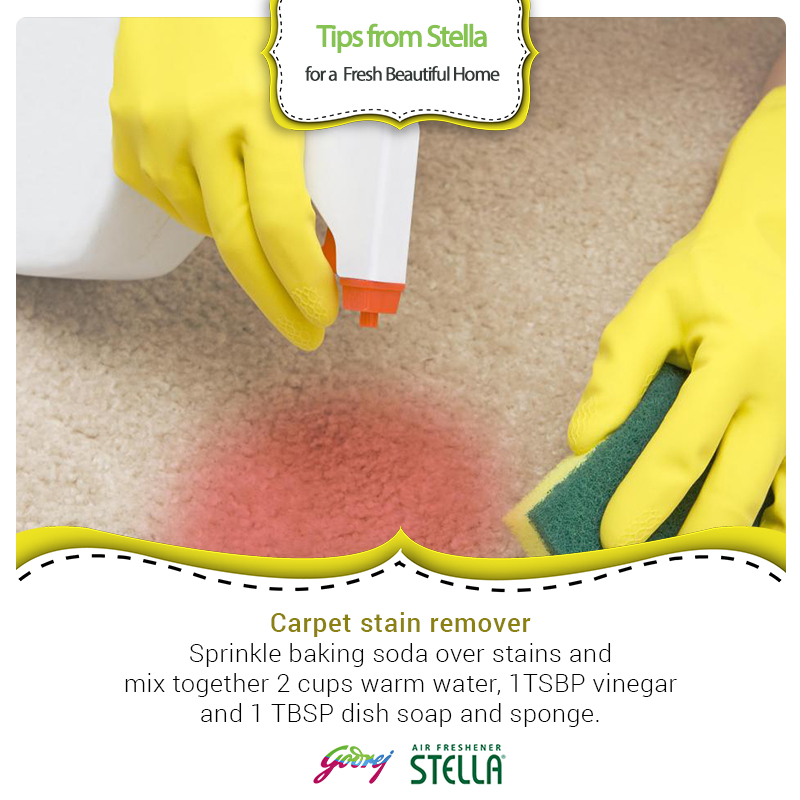 Tips from Stella
for a Fresh Beautiful Home
Carpet stain remover
Sprinkle baking soda over stains and
mix together 2 cups warm water, 1TSBP vinegar
and 1 TBSP dish soap and sponge.
Godrej AIR FRESHENER
STELLA